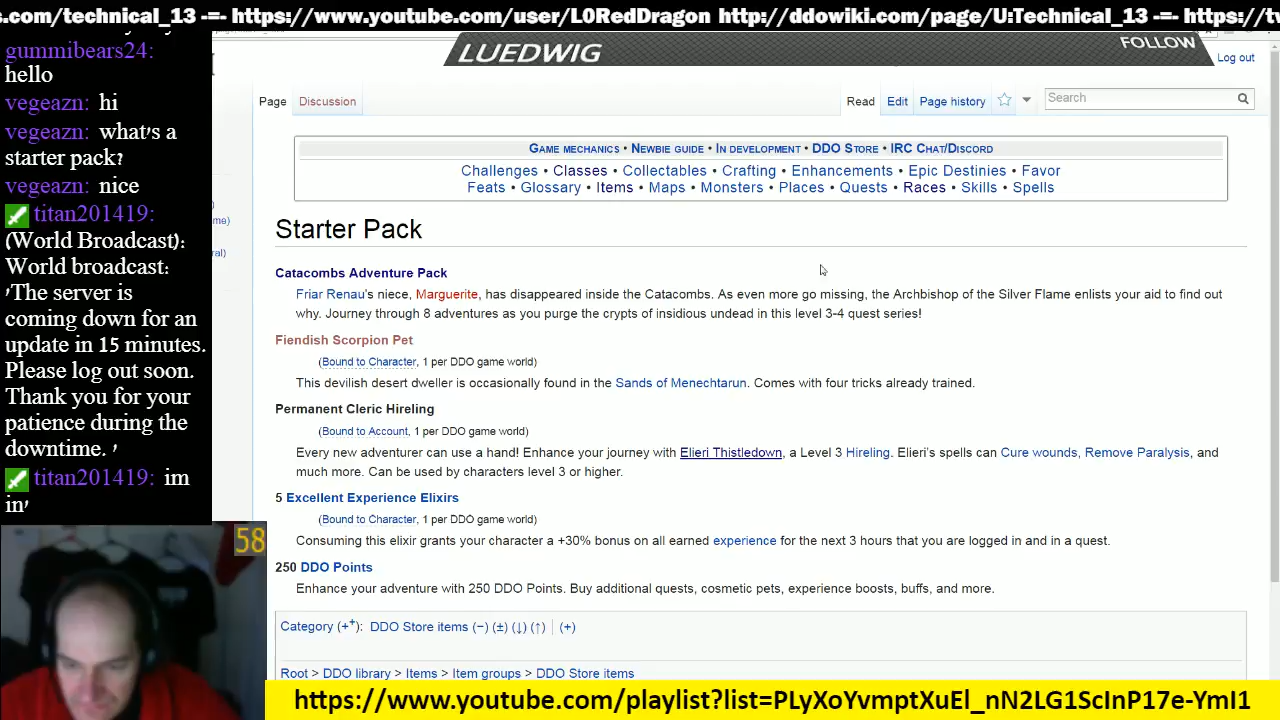 s.com/technical_13 -=- https://www.youtube.com/user/L0RedDragon http://ddowiki.com/page/U:Technical_13 -=- https://tv
gummibears24:
hello
vegeazn: hi
vegeazn: what's a
starter pack?
vegeazn: nice
titan201419:
(World Broadcast):
World broadcast:
'The server is
coming down for an
update in 15 minutes.
Please log out soon.
Thank you for your
patience during the
downtime. '
titan201419: im
in'
58
LUEDWIG
FOLLOW
Log out
Page Discussion Read Edit Page history Search
Game mechanics • Newbie guide • In development • DDO Store • IRC Chat/Discord
Challenges • Classes • Collectables • Crafting • Enhancements • Epic Destinies • Favor
Feats • Glossary • Items • Maps • Monsters • Places • Quests • Races • Skills • Spells
me)
ral)
Starter Pack
Catacombs Adventure Pack
Friar Renau's niece, Marguerite, has disappeared inside the Catacombs. As even more go missing, the Archbishop of the Silver Flame enlists your aid to find out
why. Journey through 8 adventures as you purge the crypts of insidious undead in this level 3-4 quest series!
Fiendish Scorpion Pet
(Bound to Character, 1 per DDO game world)
This devilish desert dweller is occasionally found in the Sands of Menechtarun. Comes with four tricks already trained.
Permanent Cleric Hireling
(Bound to Account, 1 per DDO game world)
Every new adventurer can use a hand! Enhance your journey with Elieri Thistledown, a Level 3 Hireling. Elieri's spells can Cure wounds, Remove Paralysis, and
much more. Can be used by characters level 3 or higher.
5 Excellent Experience Elixirs
(Bound to Character, 1 per DDO game world)
Consuming this elixir grants your character a +30% bonus on all earned experience for the next 3 hours that you are logged in and in a quest.
250 DDO Points
Enhance your adventure with 250 DDO Points. Buy additional quests, cosmetic pets, experience boosts, buffs, and more.
Category (++): DDO Store items (−) (±) (↓) (↑) | (+)
Root > DDO library > Items > Item groups > DDO Store items
https://www.youtube.com/playlist?list=PLyXoYvmptXuEl_nN2LG1ScInP17e-YmI1